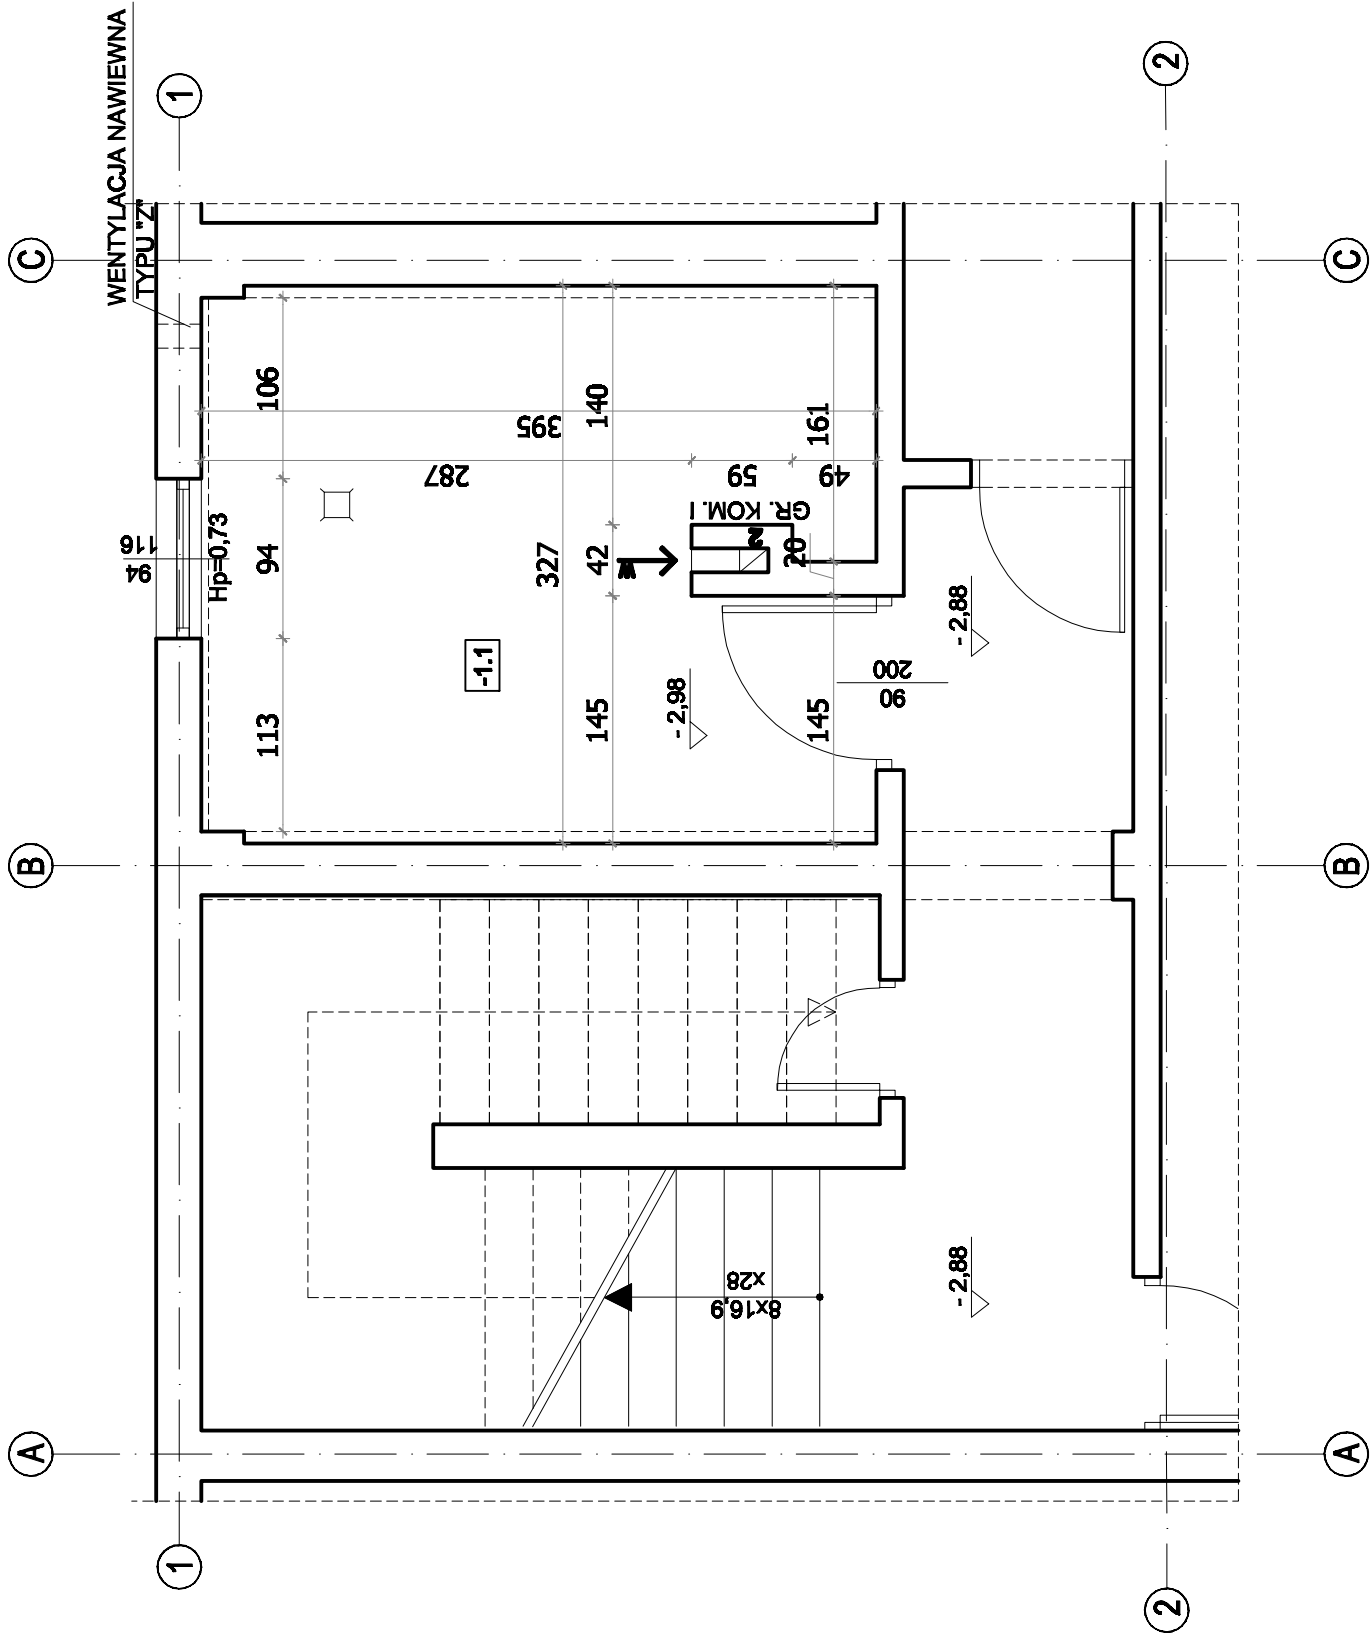 WENTYLACJA NAWIEWNA
TYPU "Z"
1
2
C
C
106
395
140
161
287
59
49
GR. KOM. I
2
20
116
94
Hp=0,73
94
327
42
W
-1.1
113
145
- 2,98
145
200
90
- 2,88
B
B
8x16,9
x28
- 2,88
A
A
1
2